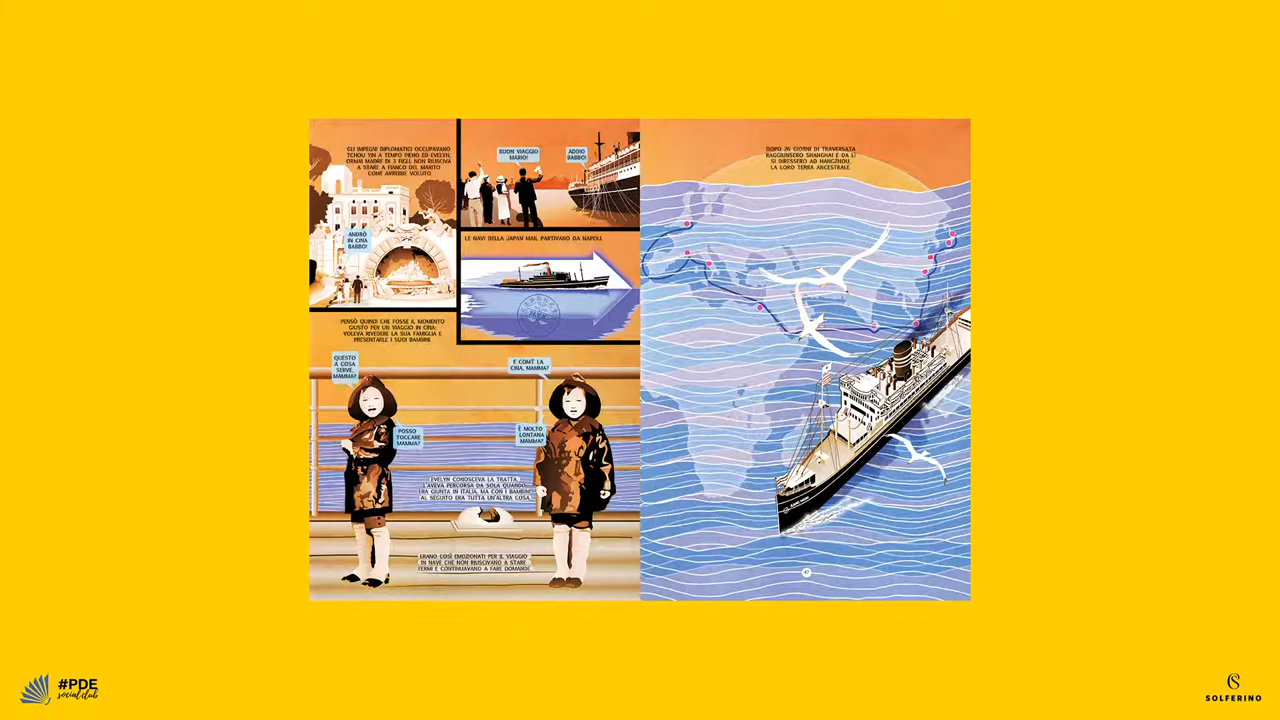 GLI IMPEGNI DIPLOMATICI OCCUPAVANO
TCHOU YIN A TEMPO PIENO ED EVELYN,
ORMAI MADRE DI 3 FIGLI, NON RIUSCIVA
A STARE A FIANCO DEL MARITO
COME AVREBBE VOLUTO.
ANDRÒ
IN CINA
BABBO!
BUON VIAGGIO
MARIO!
ADDIO
BABBO!
LE NAVI DELLA JAPAN MAIL PARTIVANO DA NAPOLI.
PENSÒ QUINDI CHE FOSSE IL MOMENTO
GIUSTO PER UN VIAGGIO IN CINA:
VOLEVA RIVEDERE LA SUA FAMIGLIA E
PRESENTARLE I SUOI BAMBINI.
QUESTO
A COSA
SERVE,
MAMMA?
POSSO
TOCCARE
MAMMA?
E COM'È LA
CINA, MAMMA?
È MOLTO
LONTANA
MAMMA?
EVELYN CONOSCEVA LA TRATTA,
L'AVEVA PERCORSA DA SOLA QUANDO
ERA GIUNTA IN ITALIA, MA CON I BAMBINI
AL SEGUITO ERA TUTTA UN'ALTRA COSA.
ERANO COSÌ EMOZIONATI PER IL VIAGGIO
IN NAVE CHE NON RIUSCIVANO A STARE
FERMI E CONTINUAVANO A FARE DOMANDE.
DOPO 25 GIORNI DI TRAVERSATA
RAGGIUNSERO SHANGHAI E DA LÌ
SI DIRESSERO AD HANGZHOU,
LA LORO TERRA ANCESTRALE.
47
#PDE
social club
SOLFERINO